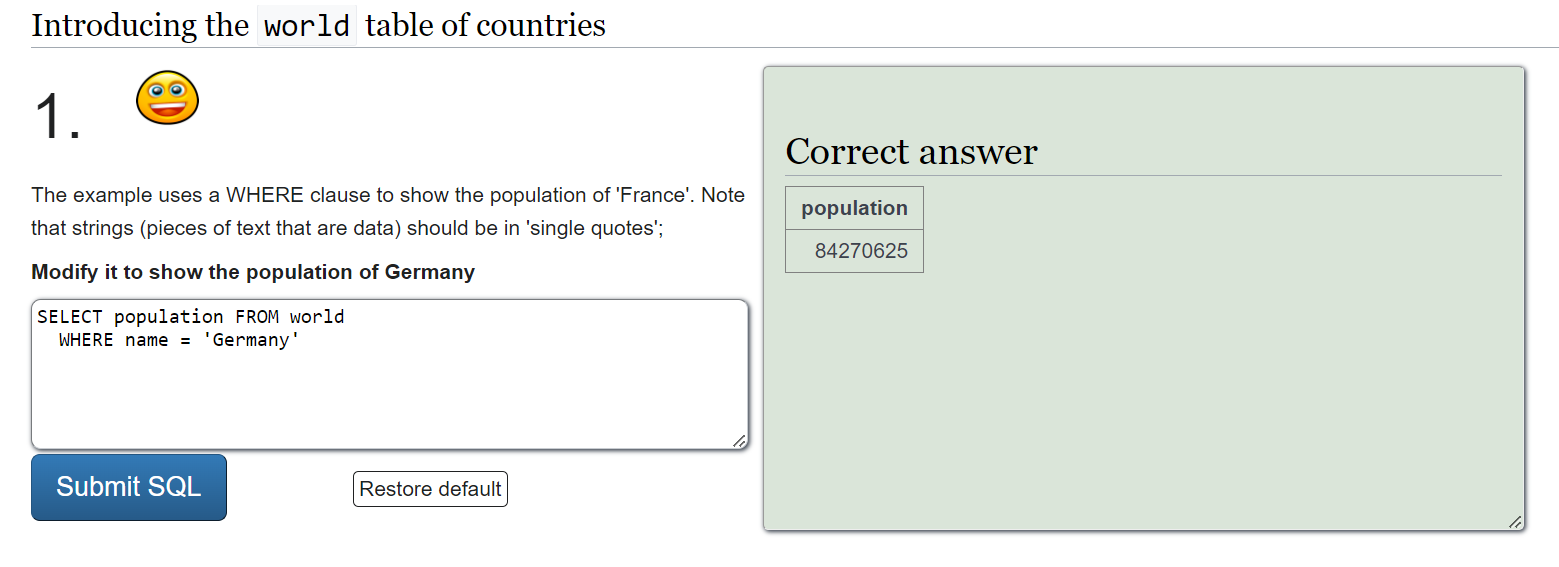 Introducing the world table of countries
1.
The example uses a WHERE clause to show the population of 'France'. Note
that strings (pieces of text that are data) should be in 'single quotes';
Modify it to show the population of Germany
SELECT population FROM world
WHERE name = 'Germany'
Submit SQL
Restore default
Correct answer
population
84270625